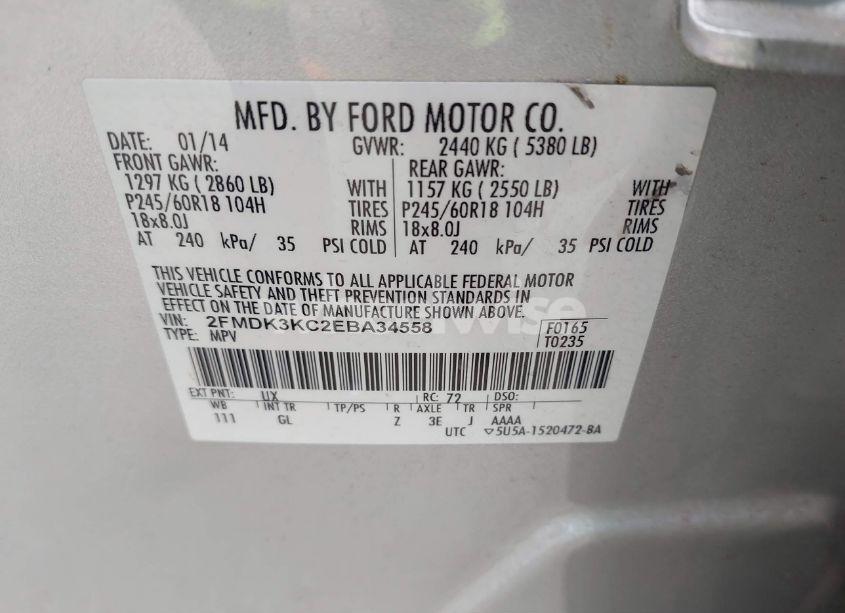 MFD. BY FORD MOTOR CO.
DATE: 01/14 GVWR: 2440 KG ( 5380 LB)
FRONT GAWR: REAR GAWR:
1297 KG ( 2860 LB) WITH 1157 KG ( 2550 LB) WITH
P245/60R18 104H TIRES P245/60R18 104H TIRES
18x8.0J RIMS 18x8.0J RIMS
AT 240 kPa/ 35 PSI COLD AT 240 kPa/ 35 PSI COLD
THIS VEHICLE CONFORMS TO ALL APPLICABLE FEDERAL MOTOR
VEHICLE SAFETY AND THEFT PREVENTION STANDARDS IN
EFFECT ON THE DATE OF MANUFACTURE SHOWN ABOVE.
VIN: 2FMDK3KC2EBA34558 F0165
TYPE: MPV T0235
EXT PNT: UX RC: 72 DSO:
WB INT TR TP/PS R AXLE TR SPR
111 GL Z 3E J AAAA
UTC ▽5U5A-1520472-BA